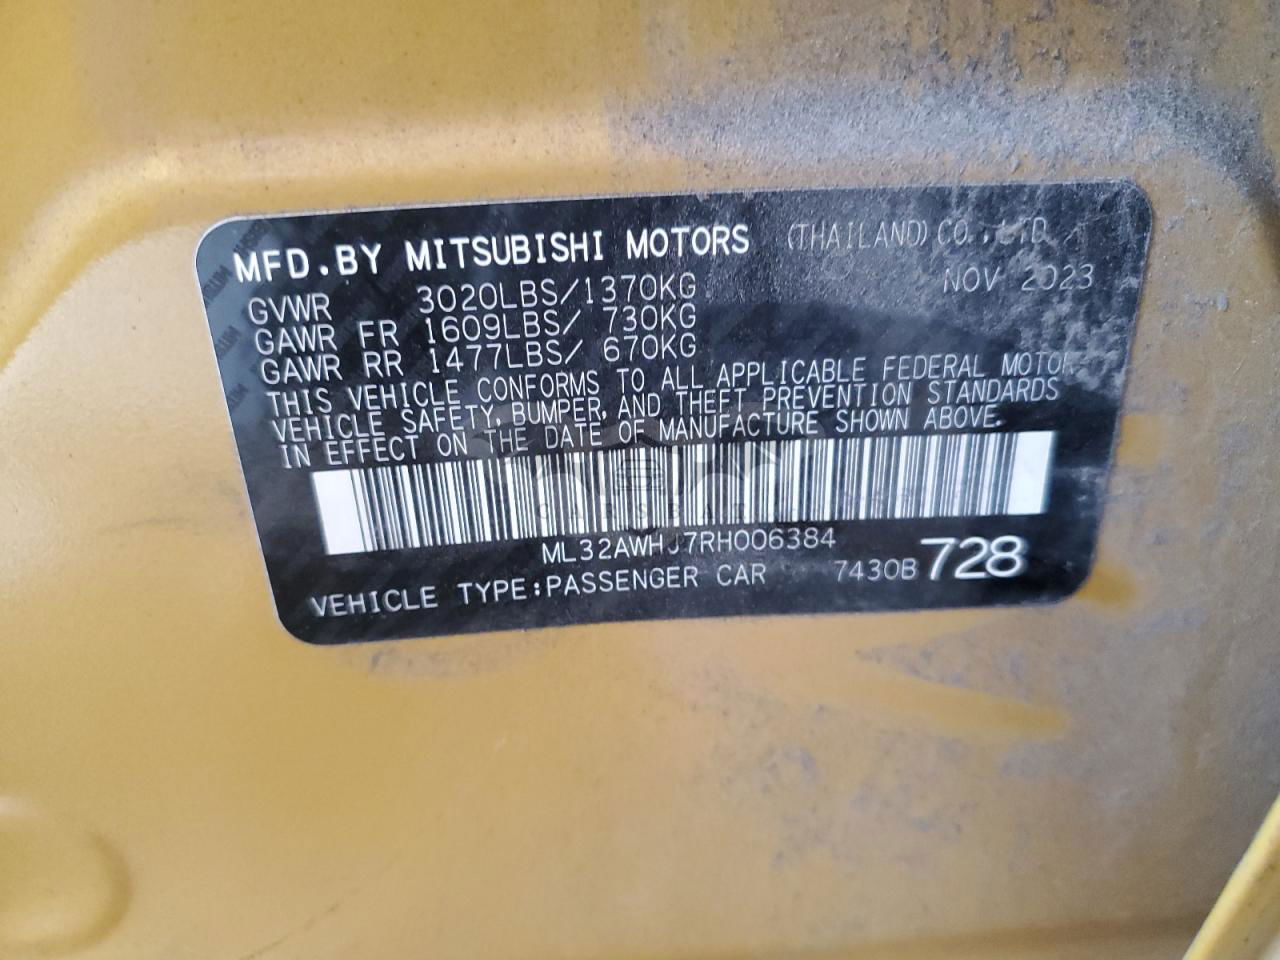 MFD.BY MITSUBISHI MOTORS (THAILAND) CO.,LTD
NOV 2023
GVWR 3020LBS/1370KG
GAWR FR 1609LBS/ 730KG
GAWR RR 1477LBS/ 670KG
THIS VEHICLE CONFORMS TO ALL APPLICABLE FEDERAL MOTOR
VEHICLE SAFETY, BUMPER, AND THEFT PREVENTION STANDARDS
IN EFFECT ON THE DATE OF MANUFACTURE SHOWN ABOVE.
ML32AWHJ7RH006384
VEHICLE TYPE:PASSENGER CAR 7430B 728